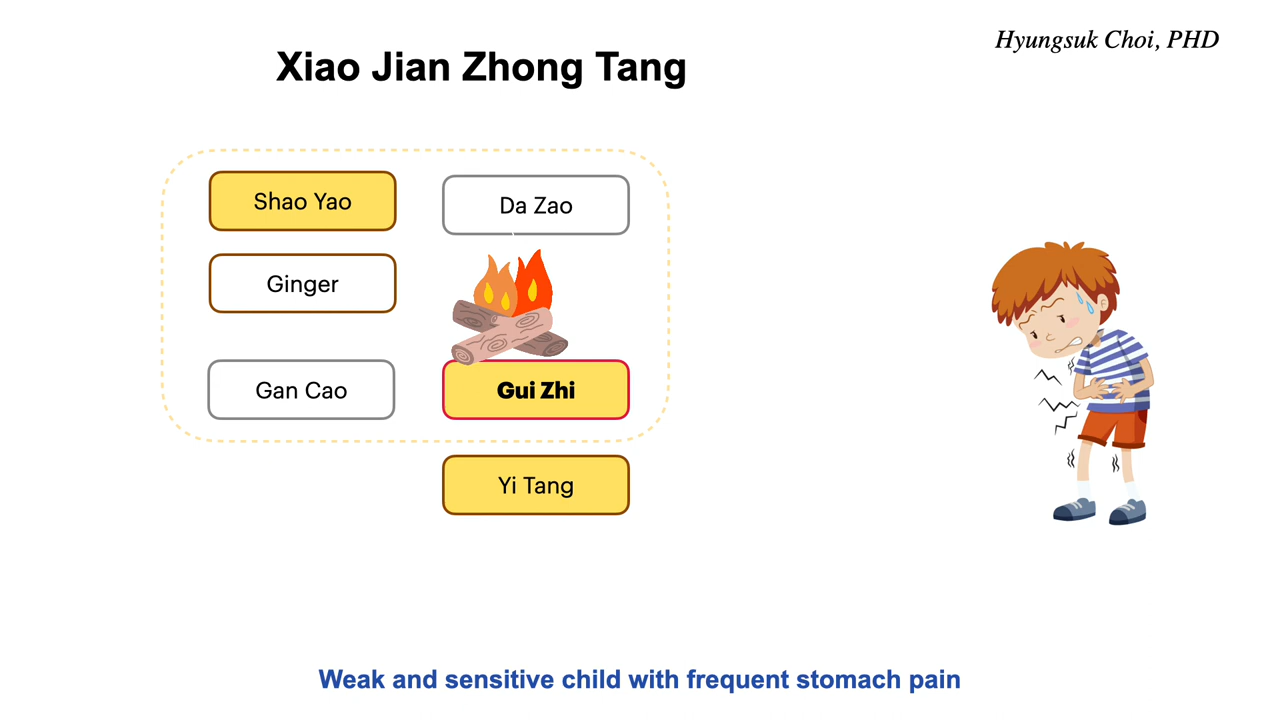 Hyungsuk Choi, PHD
Xiao Jian Zhong Tang
Shao Yao
Da Zao
Ginger
Gan Cao
Gui Zhi
Yi Tang
Weak and sensitive child with frequent stomach pain